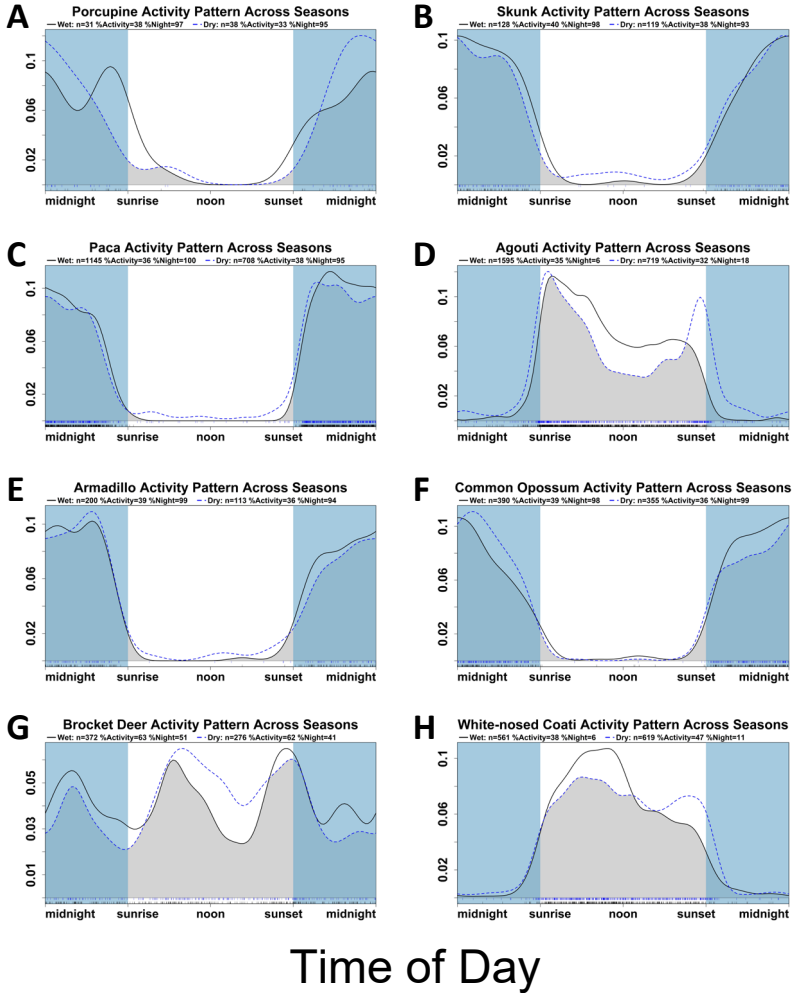 A
Porcupine Activity Pattern Across Seasons
Wet: n=31 %Activity=38 %Night=97 Dry: n=38 %Activity=33 %Night=95
0.1
0.06
0.02
midnight sunrise noon sunset midnight
B
Skunk Activity Pattern Across Seasons
Wet: n=128 %Activity=40 %Night=98 Dry: n=119 %Activity=38 %Night=93
0.1
0.06
0.02
midnight sunrise noon sunset midnight
C
Paca Activity Pattern Across Seasons
Wet: n=1145 %Activity=36 %Night=100 Dry: n=708 %Activity=38 %Night=95
0.1
0.06
0.02
midnight sunrise noon sunset midnight
D
Agouti Activity Pattern Across Seasons
Wet: n=1595 %Activity=35 %Night=6 Dry: n=719 %Activity=32 %Night=18
0.1
0.06
0.02
midnight sunrise noon sunset midnight
E
Armadillo Activity Pattern Across Seasons
Wet: n=200 %Activity=39 %Night=99 Dry: n=113 %Activity=36 %Night=94
0.1
0.06
0.02
midnight sunrise noon sunset midnight
F
Common Opossum Activity Pattern Across Seasons
Wet: n=390 %Activity=39 %Night=98 Dry: n=355 %Activity=36 %Night=99
0.1
0.06
0.02
midnight sunrise noon sunset midnight
G
Brocket Deer Activity Pattern Across Seasons
Wet: n=372 %Activity=63 %Night=51 Dry: n=276 %Activity=62 %Night=41
0.05
0.03
0.01
midnight sunrise noon sunset midnight
H
White-nosed Coati Activity Pattern Across Seasons
Wet: n=561 %Activity=38 %Night=6 Dry: n=619 %Activity=47 %Night=11
0.1
0.06
0.02
midnight sunrise noon sunset midnight
Time of Day